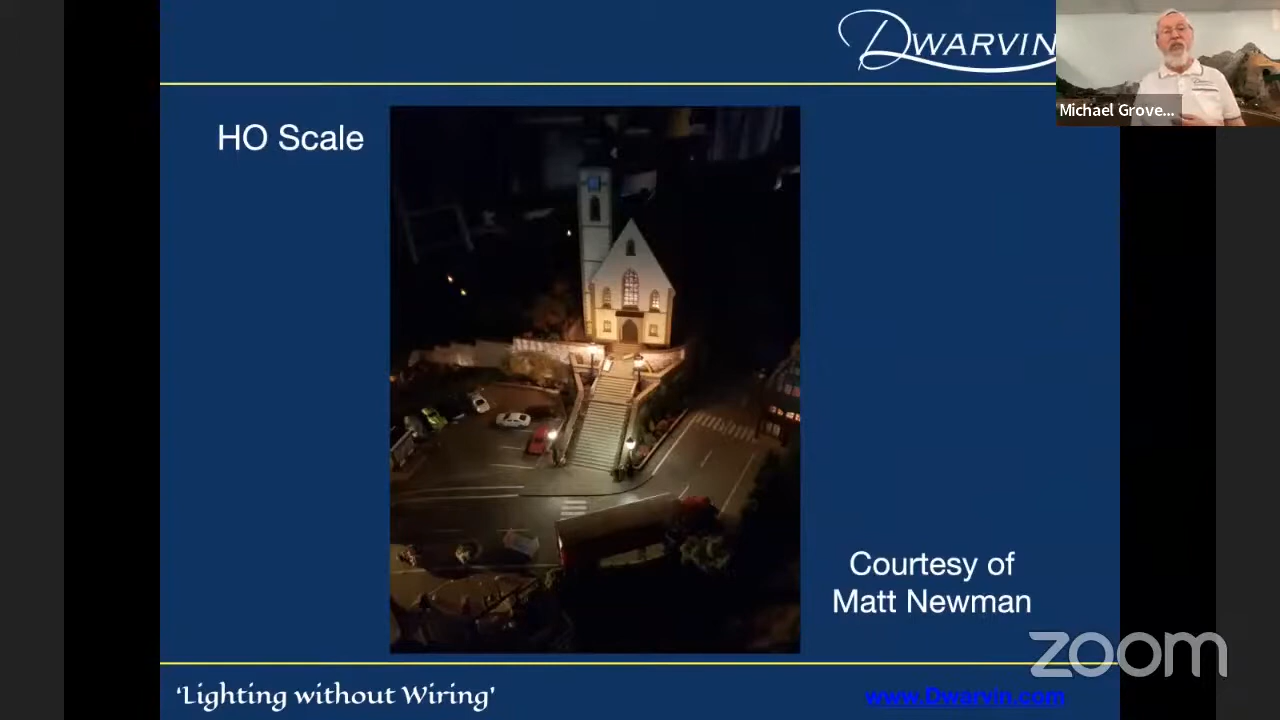 DWARVIN
Michael Grove...
HO Scale
Courtesy of
Matt Newman
zoom
'Lighting without Wiring'
www.Dwarvin.com